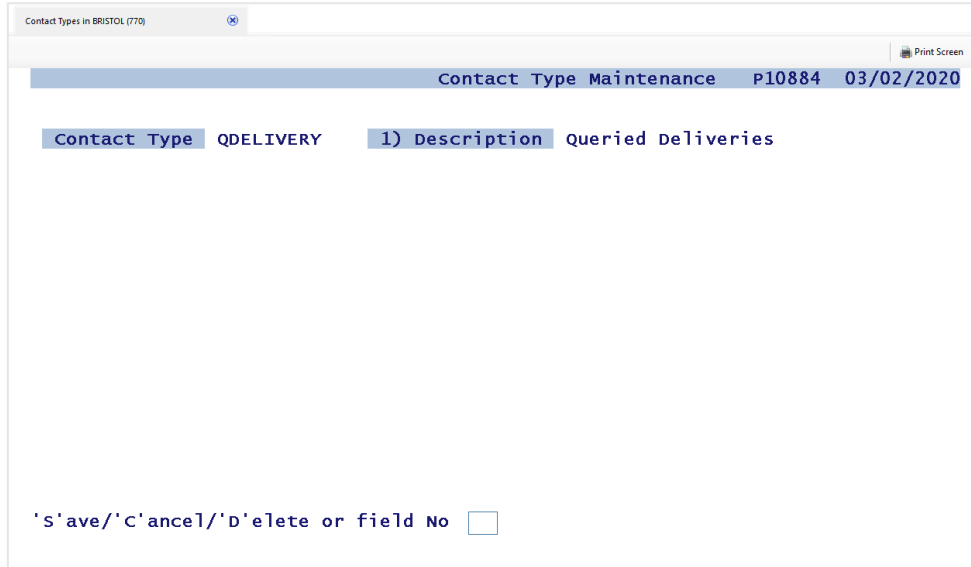 Contact Types in BRISTOL (770)
Print Screen
Contact Type Maintenance P10884 03/02/2020
Contact Type QDELIVERY 1) Description Queried Deliveries
'S'ave/'C'ancel/'D'elete or field No